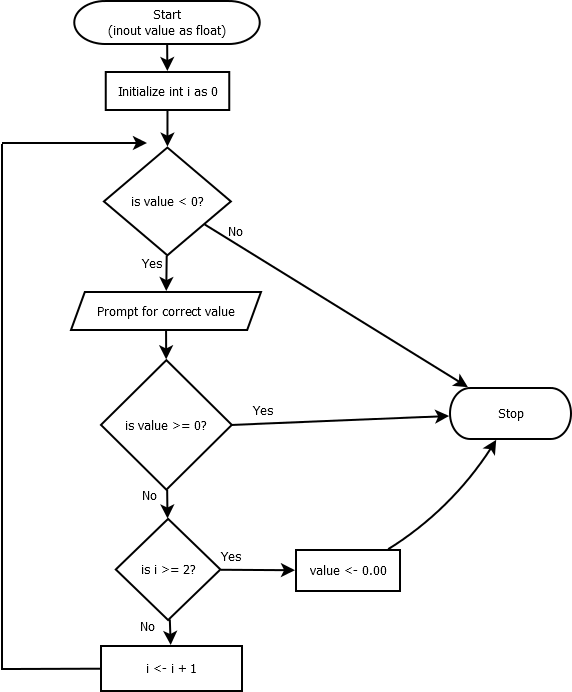 Start
(inout value as float)
Initialize int i as 0
is value < 0?
No
Yes
Prompt for correct value
is value >= 0?
Yes
Stop
No
is i >= 2?
Yes
value <- 0.00
No
i <- i + 1